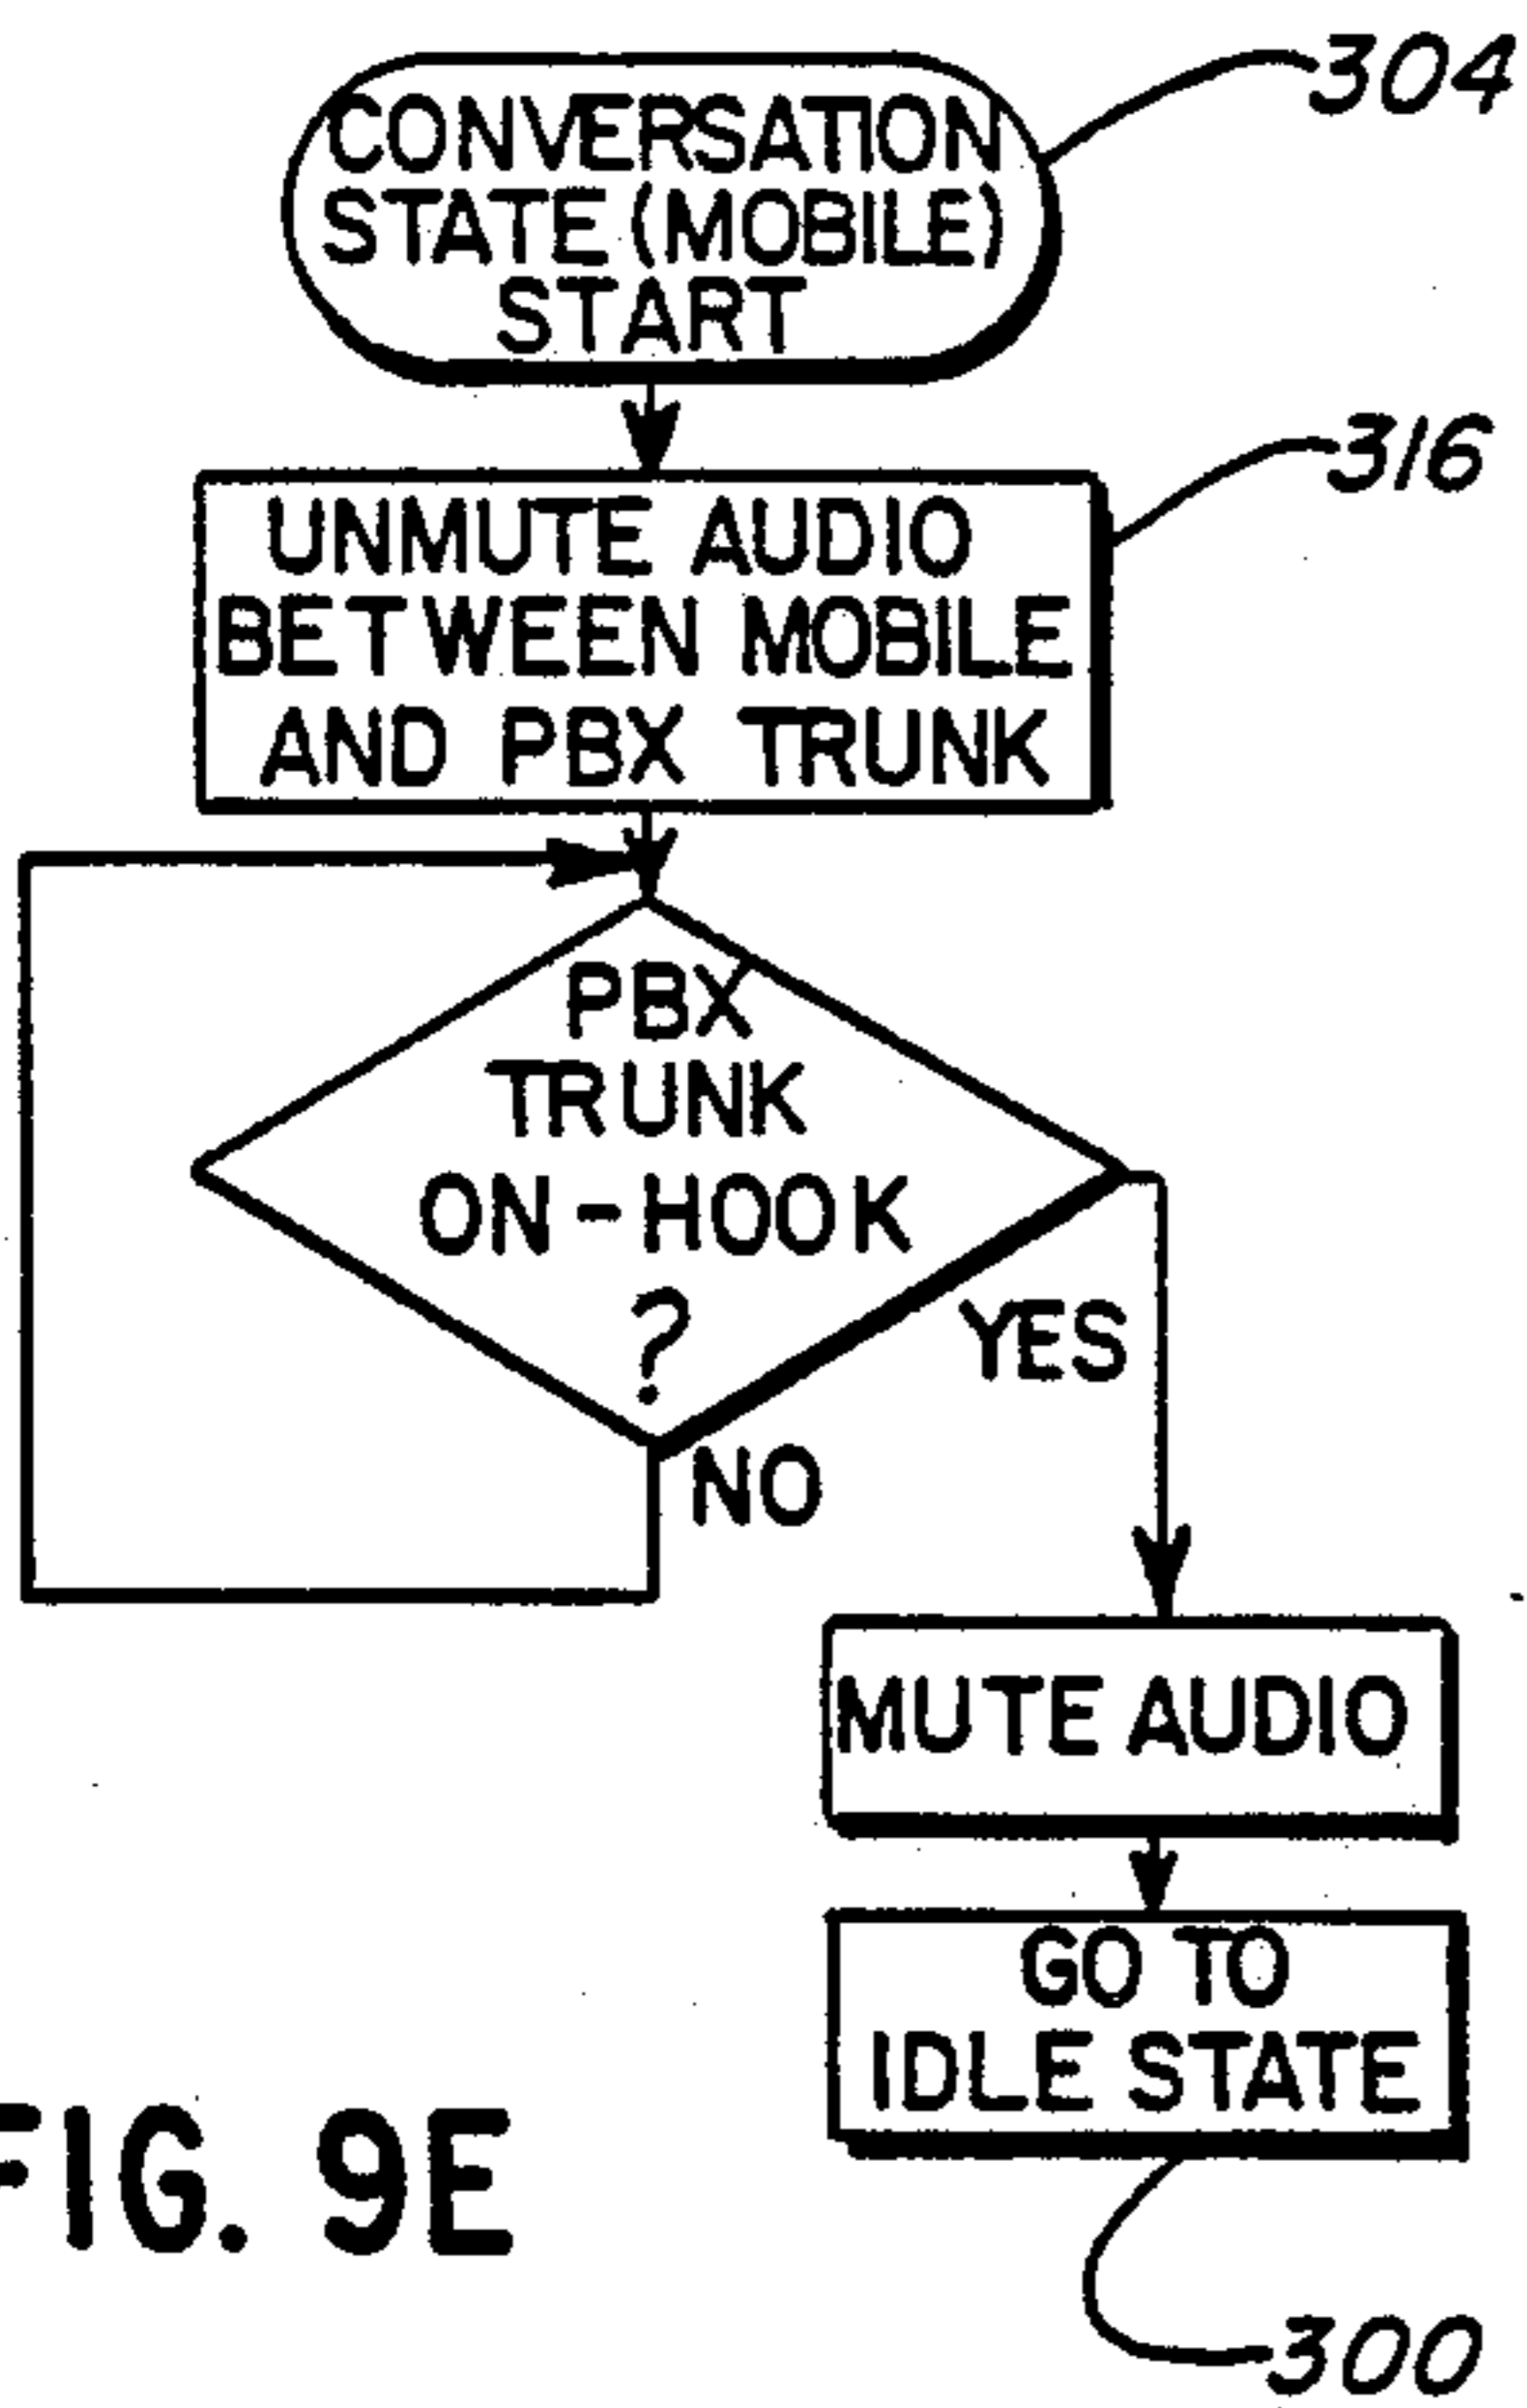 304
CONVERSATION
STATE (MOBILE)
START
316
UNMUTE AUDIO
BETWEEN MOBILE
AND PBX TRUNK
PBX
TRUNK
ON-HOOK
?
YES
NO
MUTE AUDIO
GO TO
IDLE STATE
FIG. 9E
300